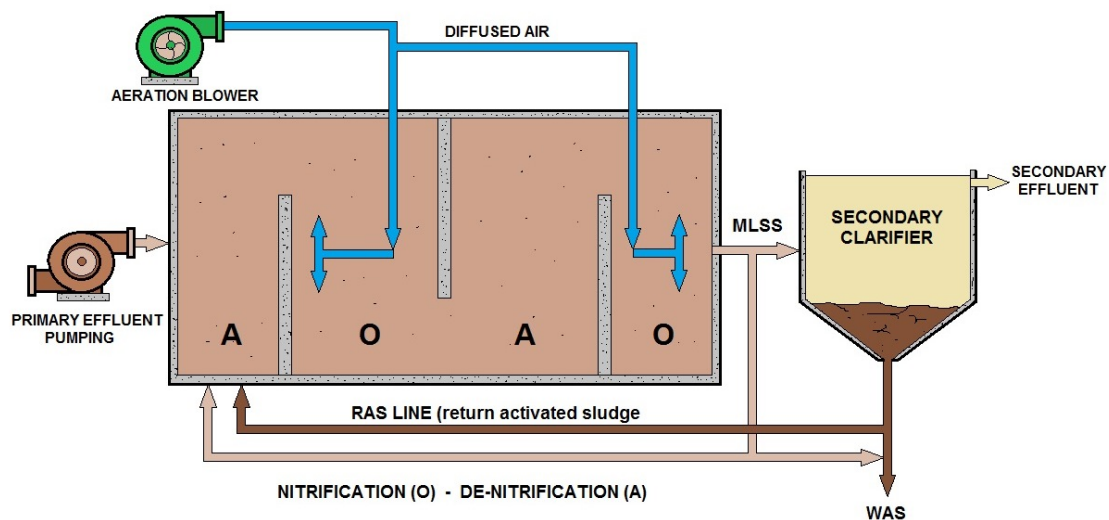 DIFFUSED AIR
AERATION BLOWER
SECONDARY
EFFLUENT
SECONDARY
CLARIFIER
MLSS
PRIMARY EFFLUENT
PUMPING
A
O
A
O
RAS LINE (return activated sludge
NITRIFICATION (O) - DE-NITRIFICATION (A)
WAS